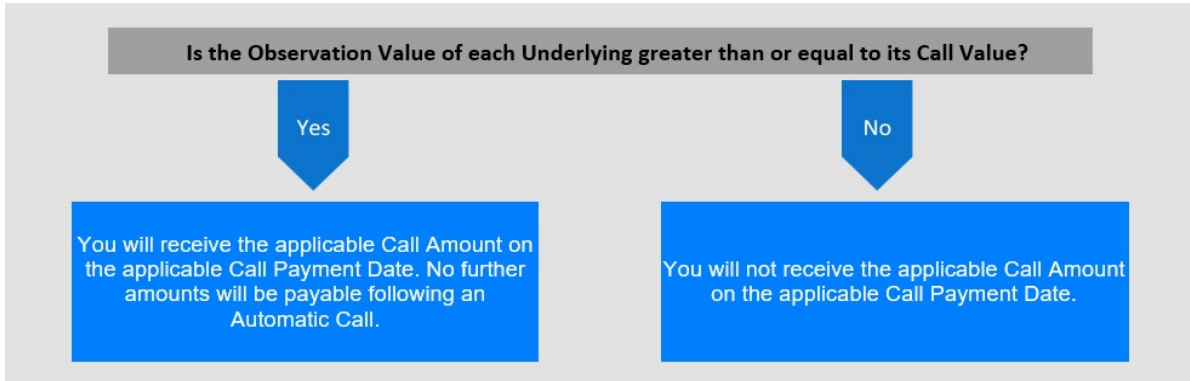 Is the Observation Value of each Underlying greater than or equal to its Call Value?
Yes
No
You will receive the applicable Call Amount on
the applicable Call Payment Date. No further
amounts will be payable following an
Automatic Call.
You will not receive the applicable Call Amount
on the applicable Call Payment Date.